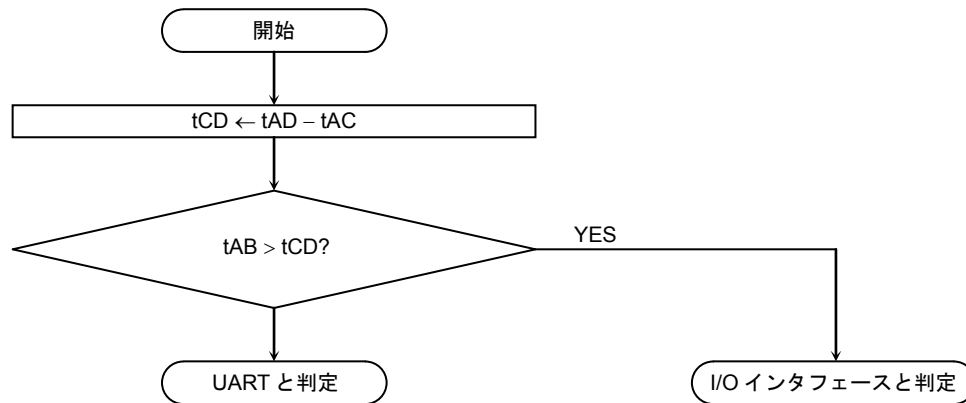 開始
tCD ← tAD – tAC
tAB > tCD?
YES
UART と判定
I/O インタフェースと判定